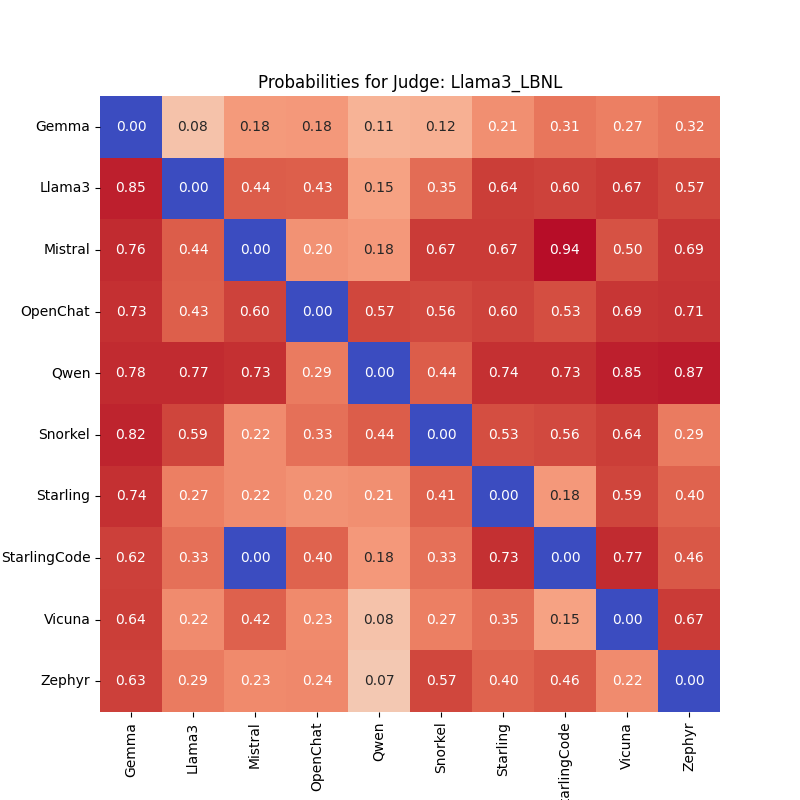 Probabilities for Judge: Llama3_LBNL
Gemma 0.00 0.08 0.18 0.18 0.11 0.12 0.21 0.31 0.27 0.32
Llama3 0.85 0.00 0.44 0.43 0.15 0.35 0.64 0.60 0.67 0.57
Mistral 0.76 0.44 0.00 0.20 0.18 0.67 0.67 0.94 0.50 0.69
OpenChat 0.73 0.43 0.60 0.00 0.57 0.56 0.60 0.53 0.69 0.71
Qwen 0.78 0.77 0.73 0.29 0.00 0.44 0.74 0.73 0.85 0.87
Snorkel 0.82 0.59 0.22 0.33 0.44 0.00 0.53 0.56 0.64 0.29
Starling 0.74 0.27 0.22 0.20 0.21 0.41 0.00 0.18 0.59 0.40
StarlingCode 0.62 0.33 0.00 0.40 0.18 0.33 0.73 0.00 0.77 0.46
Vicuna 0.64 0.22 0.42 0.23 0.08 0.27 0.35 0.15 0.00 0.67
Zephyr 0.63 0.29 0.23 0.24 0.07 0.57 0.40 0.46 0.22 0.00
Gemma Llama3 Mistral OpenChat Qwen Snorkel Starling arlingCode Vicuna Zephyr